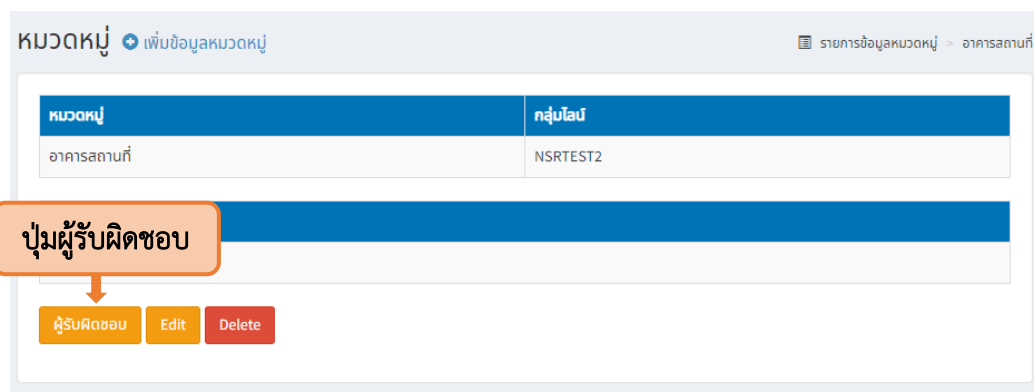 หมวดหมู่ เพิ่มข้อมูลหมวดหมู่ รายการข้อมูลหมวดหมู่ > อาคารสถานที่
หมวดหมู่ กลุ่มไลน์
อาคารสถานที่ NSRTEST2
ปุ่มผู้รับผิดชอบ
ผู้รับผิดชอบ Edit Delete